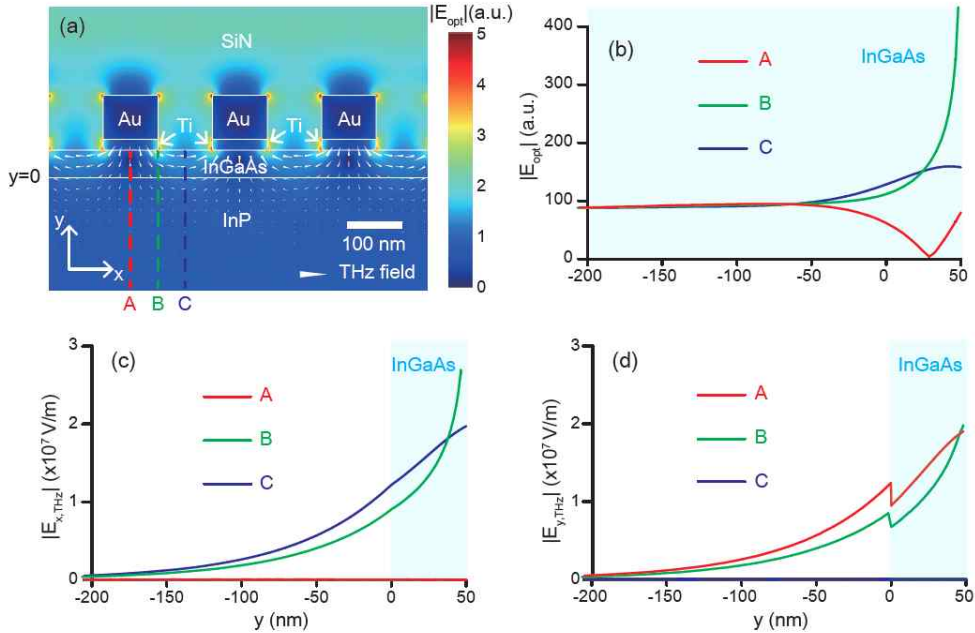 (a)
|E_opt|(a.u.)
SiN
5
4
3
2
1
0
Au
Au
Au
Ti
Ti
InGaAs
y=0
InP
y
x
100 nm
THz field
A
B
C
(b)
InGaAs
|E_opt| (a.u.)
400
300
200
100
0
A
B
C
-200
-150
-100
-50
0
50
(c)
InGaAs
|E_x,THz| (x10^7 V/m)
3
2
1
0
A
B
C
-200
-150
-100
-50
0
50
y (nm)
(d)
InGaAs
|E_y,THz| (x10^7 V/m)
3
2
1
0
A
B
C
-200
-150
-100
-50
0
50
y (nm)